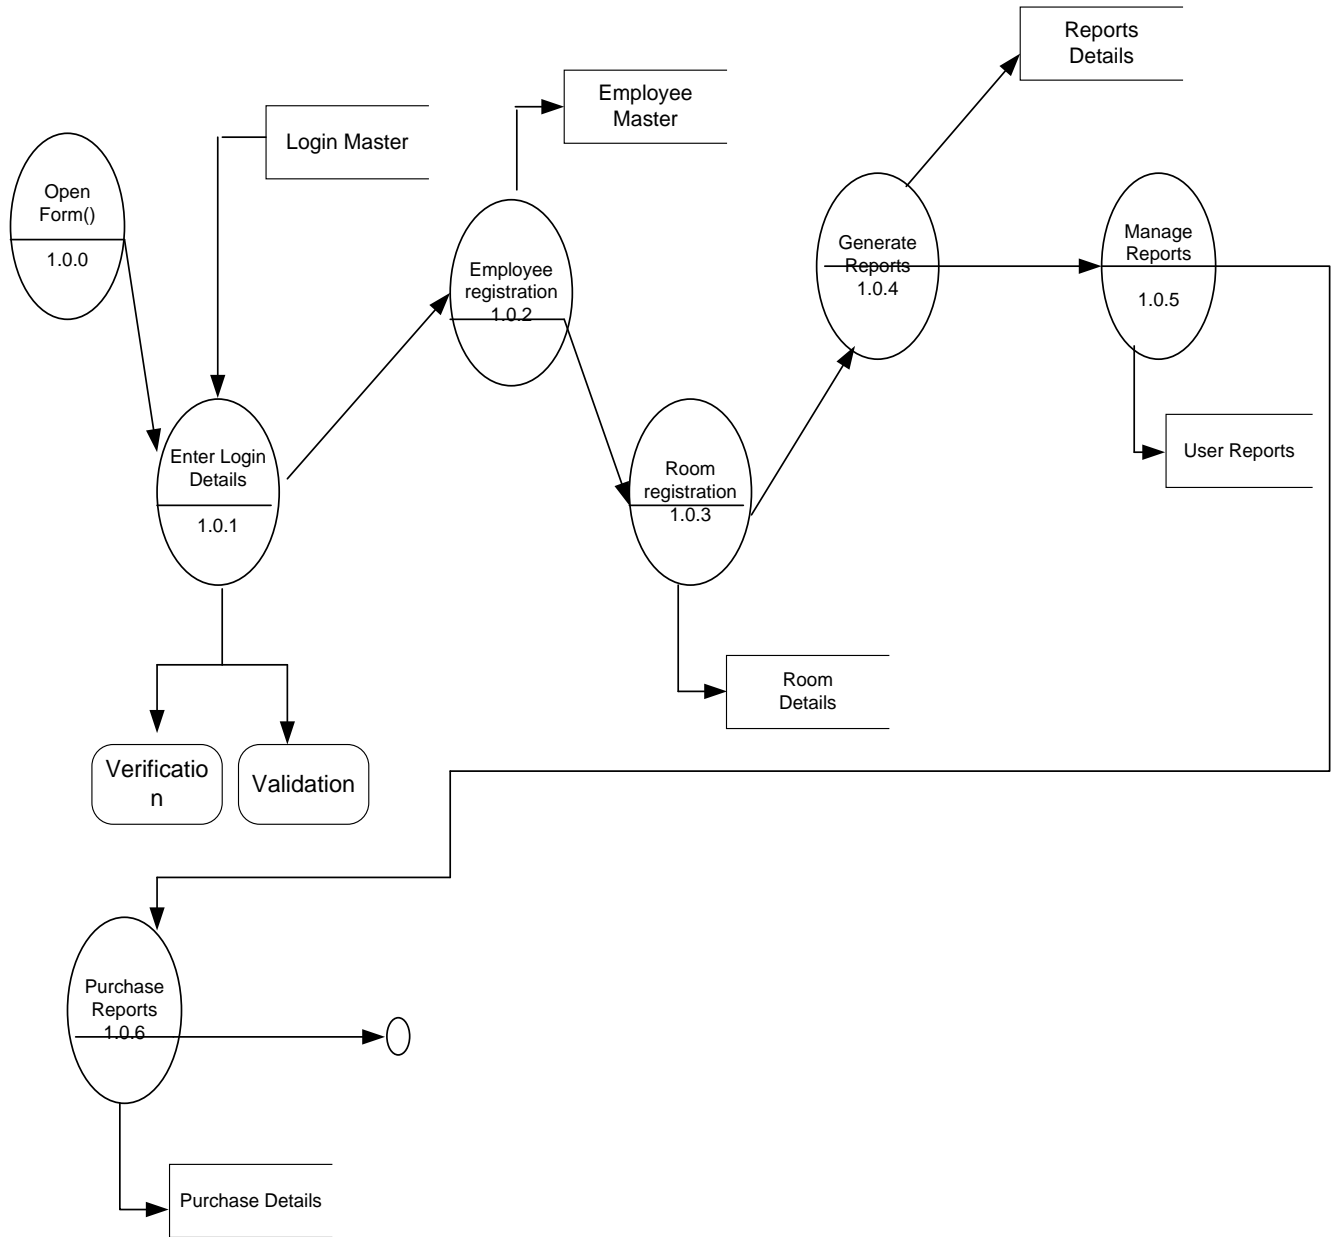 Reports
Details
Employee
Master
Login Master
Open
Form()
1.0.0
Employee
registration
1.0.2
Generate
Reports
1.0.4
Manage
Reports
1.0.5
Enter Login
Details
1.0.1
Room
registration
1.0.3
User Reports
Room
Details
Verificatio
n
Validation
Purchase
Reports
1.0.6
Purchase Details